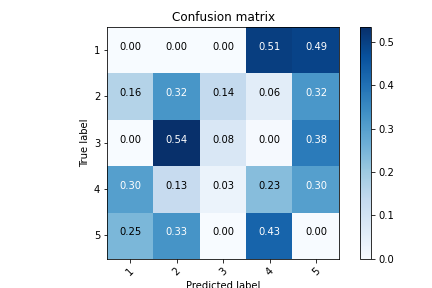 Confusion matrix
True label
1 0.00 0.00 0.00 0.51 0.49
2 0.16 0.32 0.14 0.06 0.32
3 0.00 0.54 0.08 0.00 0.38
4 0.30 0.13 0.03 0.23 0.30
5 0.25 0.33 0.00 0.43 0.00
1 2 3 4 5
Predicted label
0.5
0.4
0.3
0.2
0.1
0.0